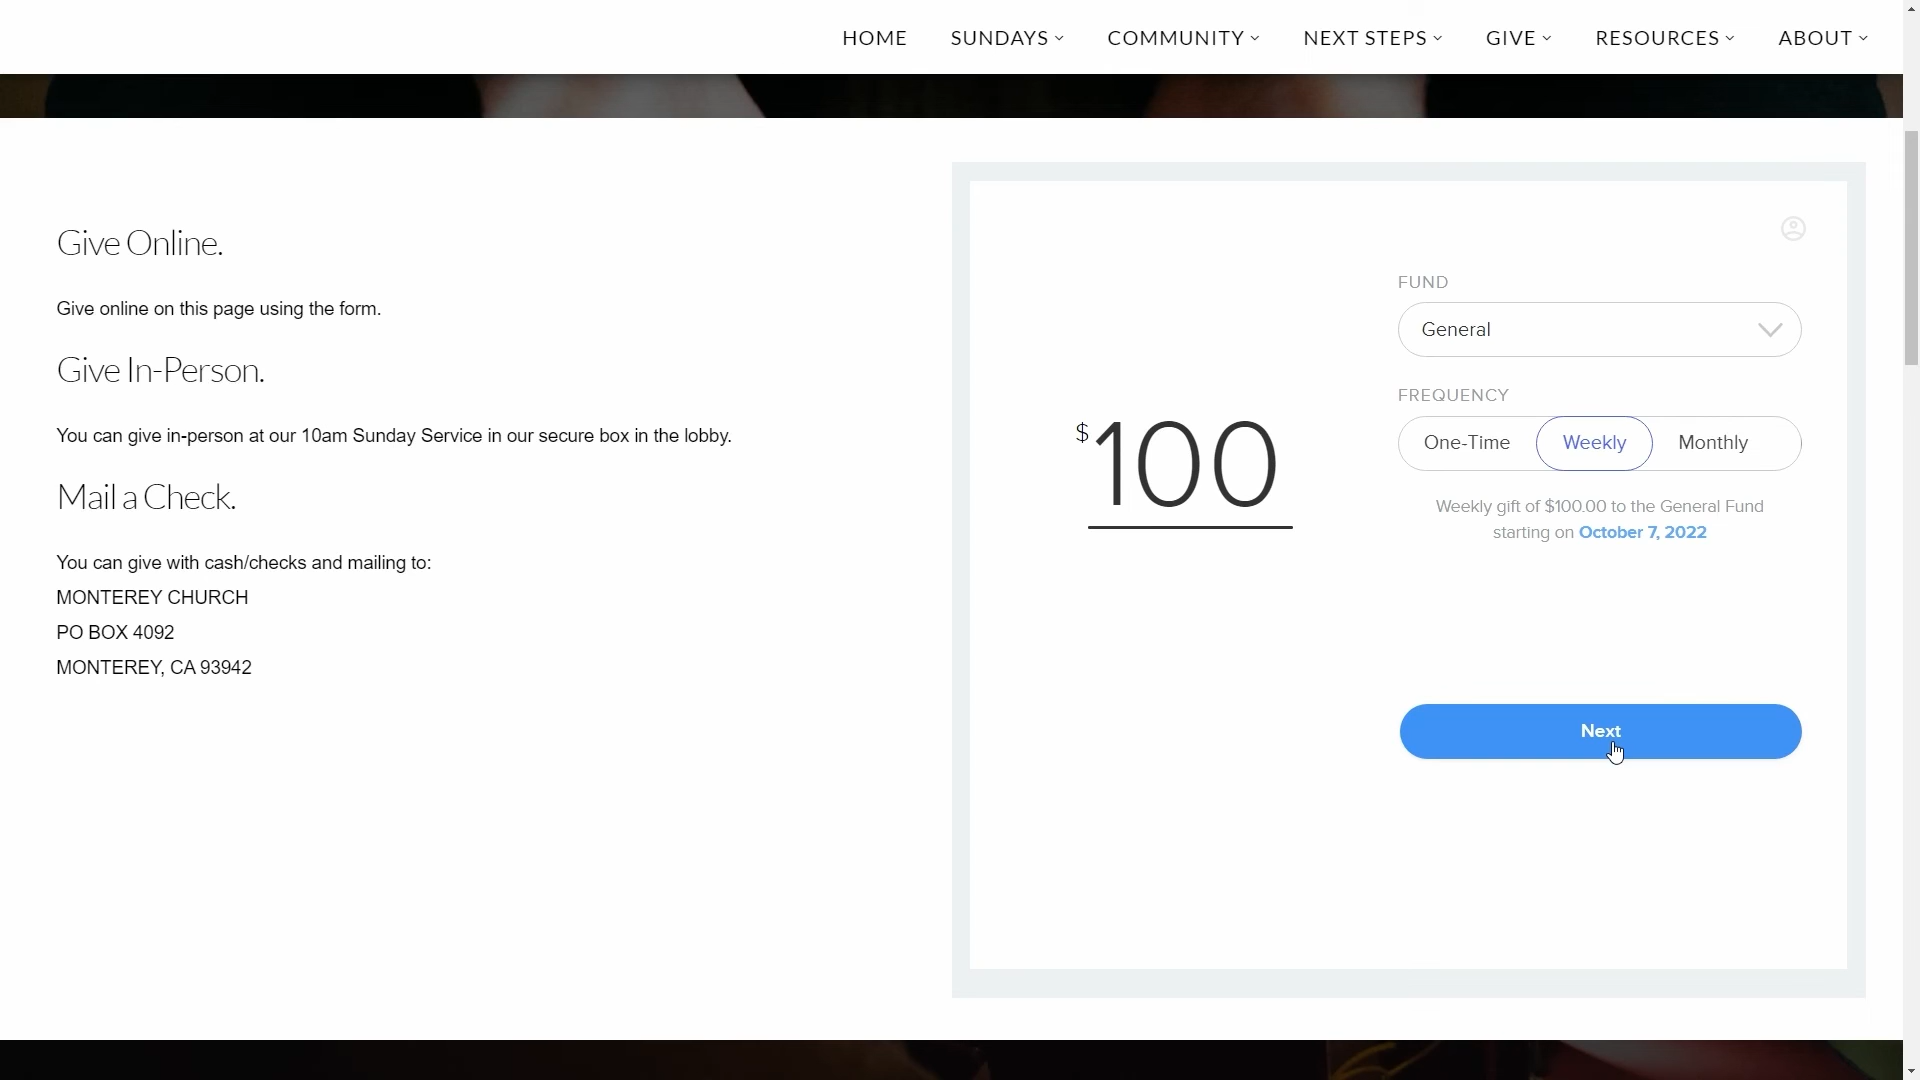 HOME SUNDAYS COMMUNITY NEXT STEPS GIVE RESOURCES ABOUT
Give Online.
Give online on this page using the form.
Give In-Person.
You can give in-person at our 10am Sunday Service in our secure box in the lobby.
Mail a Check.
You can give with cash/checks and mailing to:
MONTEREY CHURCH
PO BOX 4092
MONTEREY, CA 93942
$100
FUND
General
FREQUENCY
One-Time Weekly Monthly
Weekly gift of $100.00 to the General Fund
starting on October 7, 2022
Next